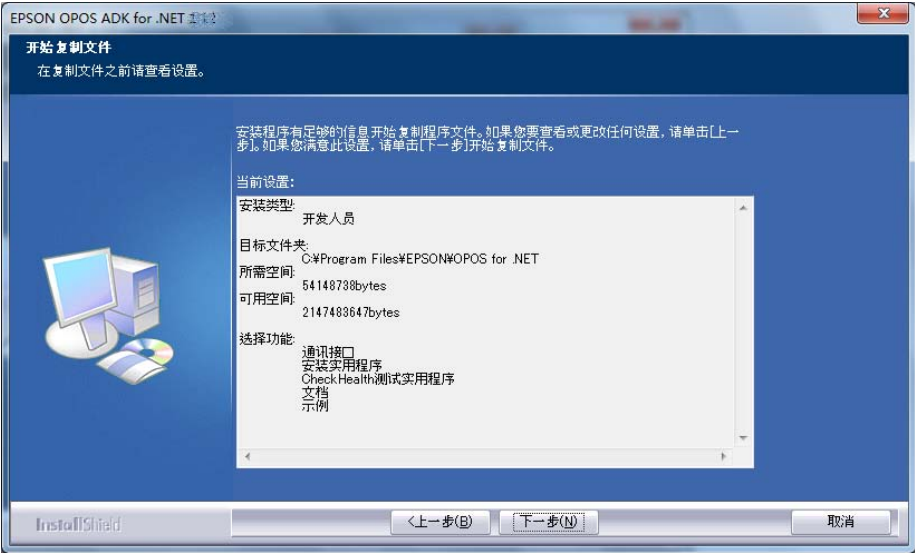 EPSON OPOS ADK for .NET
开始复制文件
在复制文件之前请查看设置。
安装程序有足够的信息开始复制程序文件。如果您要查看或更改任何设置，请单击[上一
步]。如果您满意此设置，请单击[下一步]开始复制文件。
当前设置:
安装类型:
开发人员
目标文件夹:
C:¥Program Files¥EPSON¥OPOS for .NET
所需空间:
54148738bytes
可用空间:
2147483647bytes
选择功能:
通讯接口
安装实用程序
CheckHealth测试实用程序
文档
示例
InstallShield
<上一步(B)
下一步(N)
取消